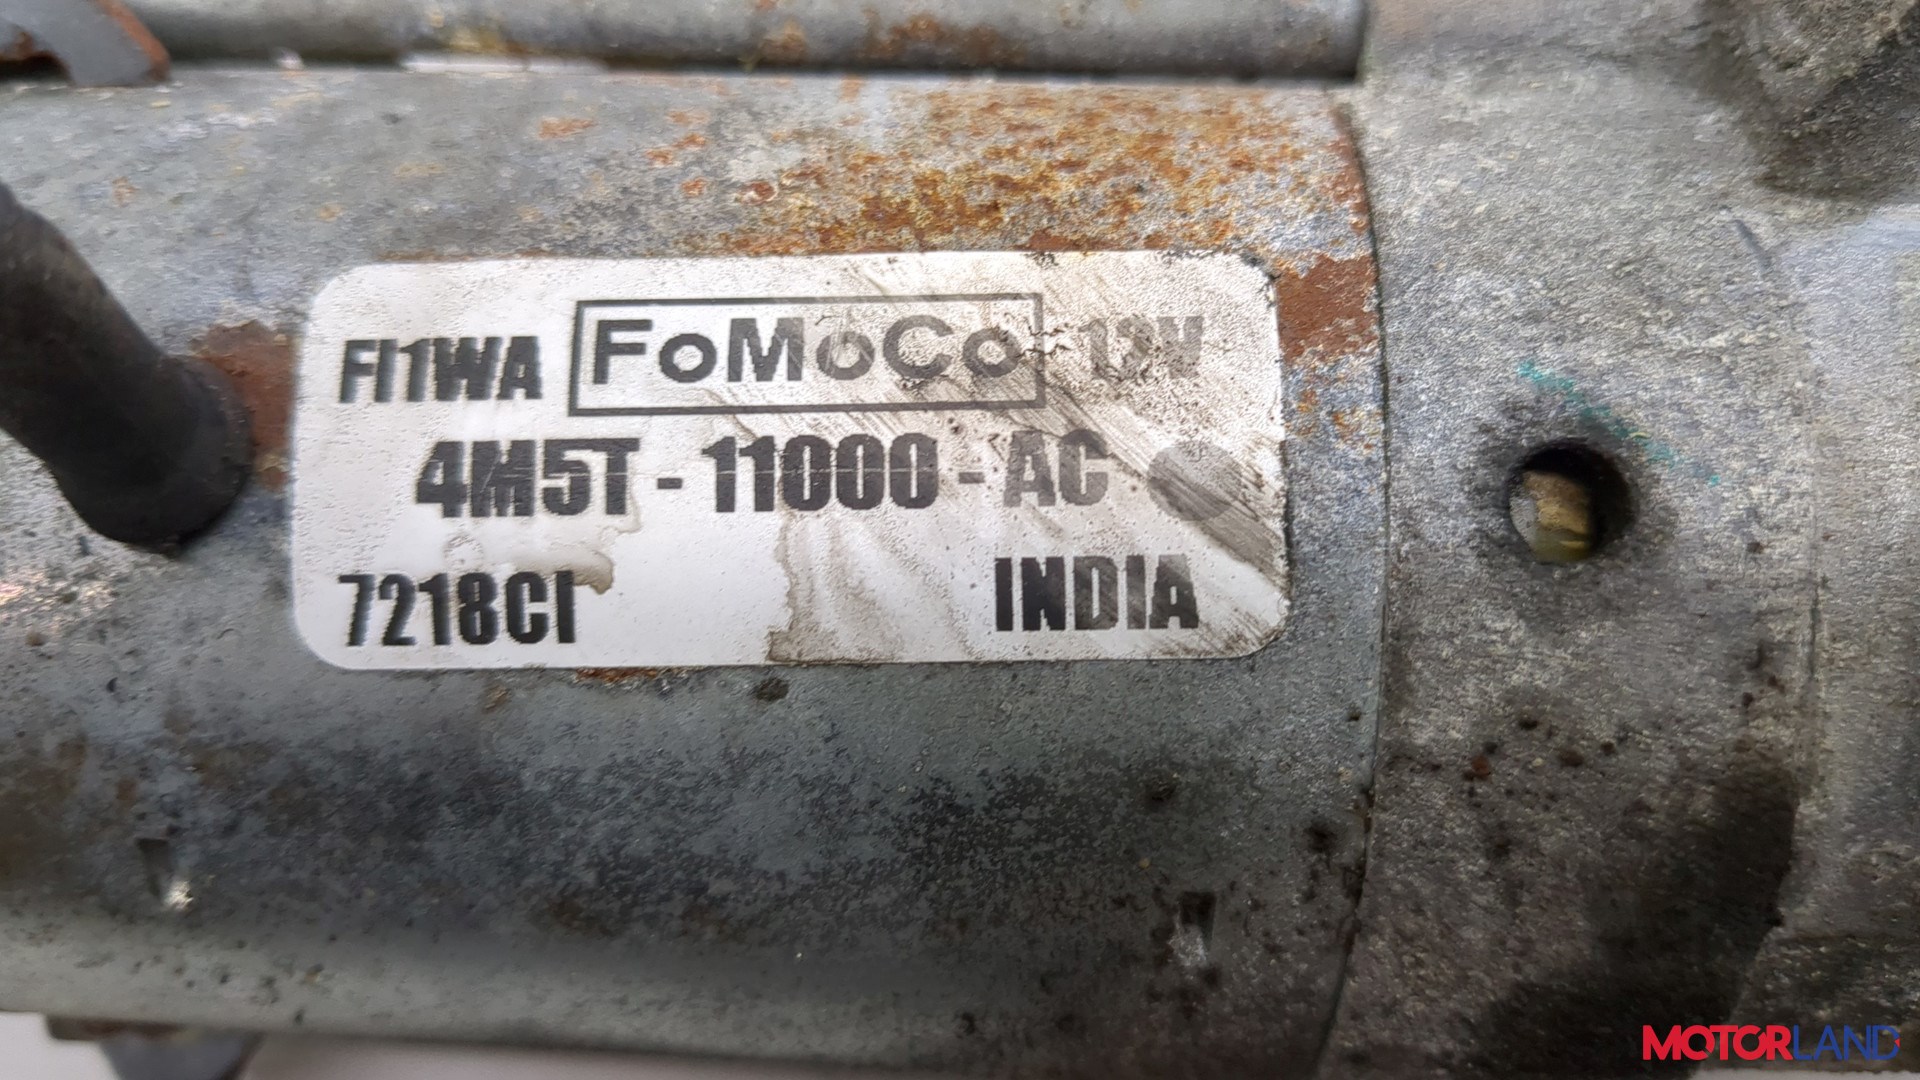 FI1WA FoMoCo 12V
4M5T - 11000 - AC
7218CI INDIA
MOTORLAND